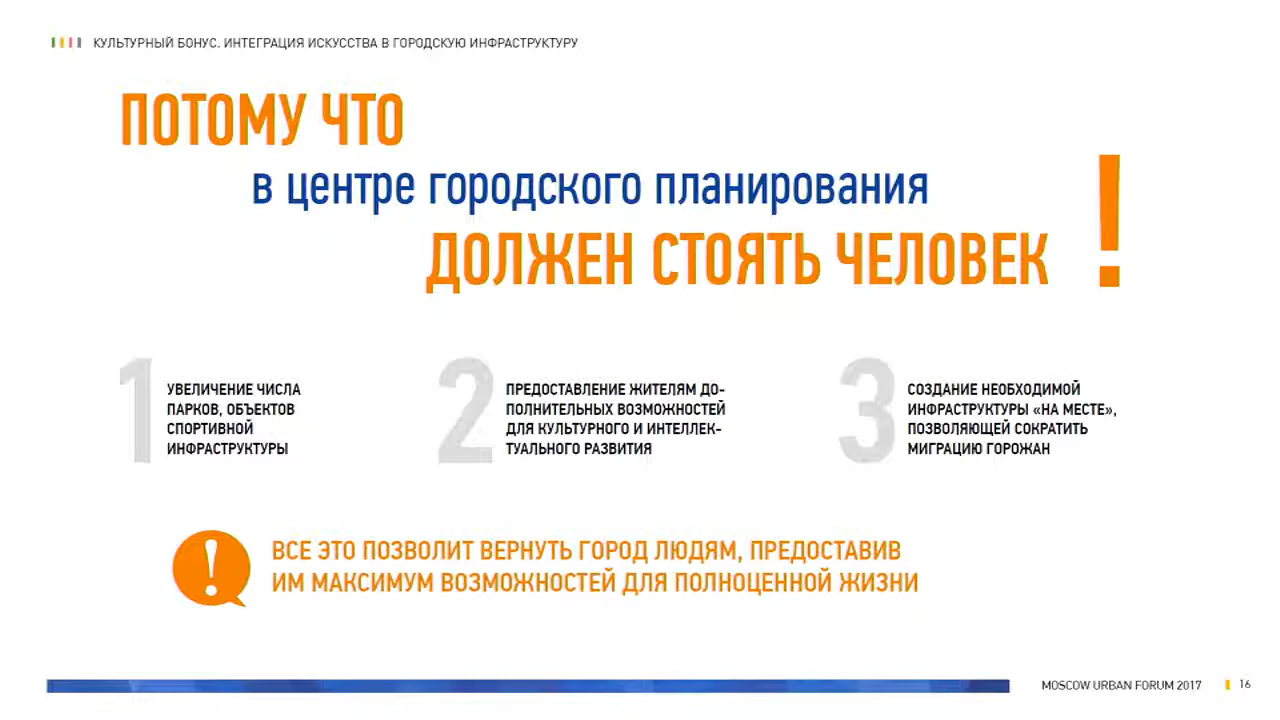 КУЛЬТУРНЫЙ БОНУС. ИНТЕГРАЦИЯ ИСКУССТВА В ГОРОДСКУЮ ИНФРАСТРУКТУРУ
ПОТОМУ ЧТО
в центре городского планирования
ДОЛЖЕН СТОЯТЬ ЧЕЛОВЕК !
1
УВЕЛИЧЕНИЕ ЧИСЛА
ПАРКОВ, ОБЪЕКТОВ
СПОРТИВНОЙ
ИНФРАСТРУКТУРЫ
2
ПРЕДОСТАВЛЕНИЕ ЖИТЕЛЯМ ДО-
ПОЛНИТЕЛЬНЫХ ВОЗМОЖНОСТЕЙ
ДЛЯ КУЛЬТУРНОГО И ИНТЕЛЛЕК-
ТУАЛЬНОГО РАЗВИТИЯ
3
СОЗДАНИЕ НЕОБХОДИМОЙ
ИНФРАСТРУКТУРЫ «НА МЕСТЕ»,
ПОЗВОЛЯЮЩЕЙ СОКРАТИТЬ
МИГРАЦИЮ ГОРОЖАН
!
ВСЕ ЭТО ПОЗВОЛИТ ВЕРНУТЬ ГОРОД ЛЮДЯМ, ПРЕДОСТАВИВ
ИМ МАКСИМУМ ВОЗМОЖНОСТЕЙ ДЛЯ ПОЛНОЦЕННОЙ ЖИЗНИ
MOSCOW URBAN FORUM 2017 16